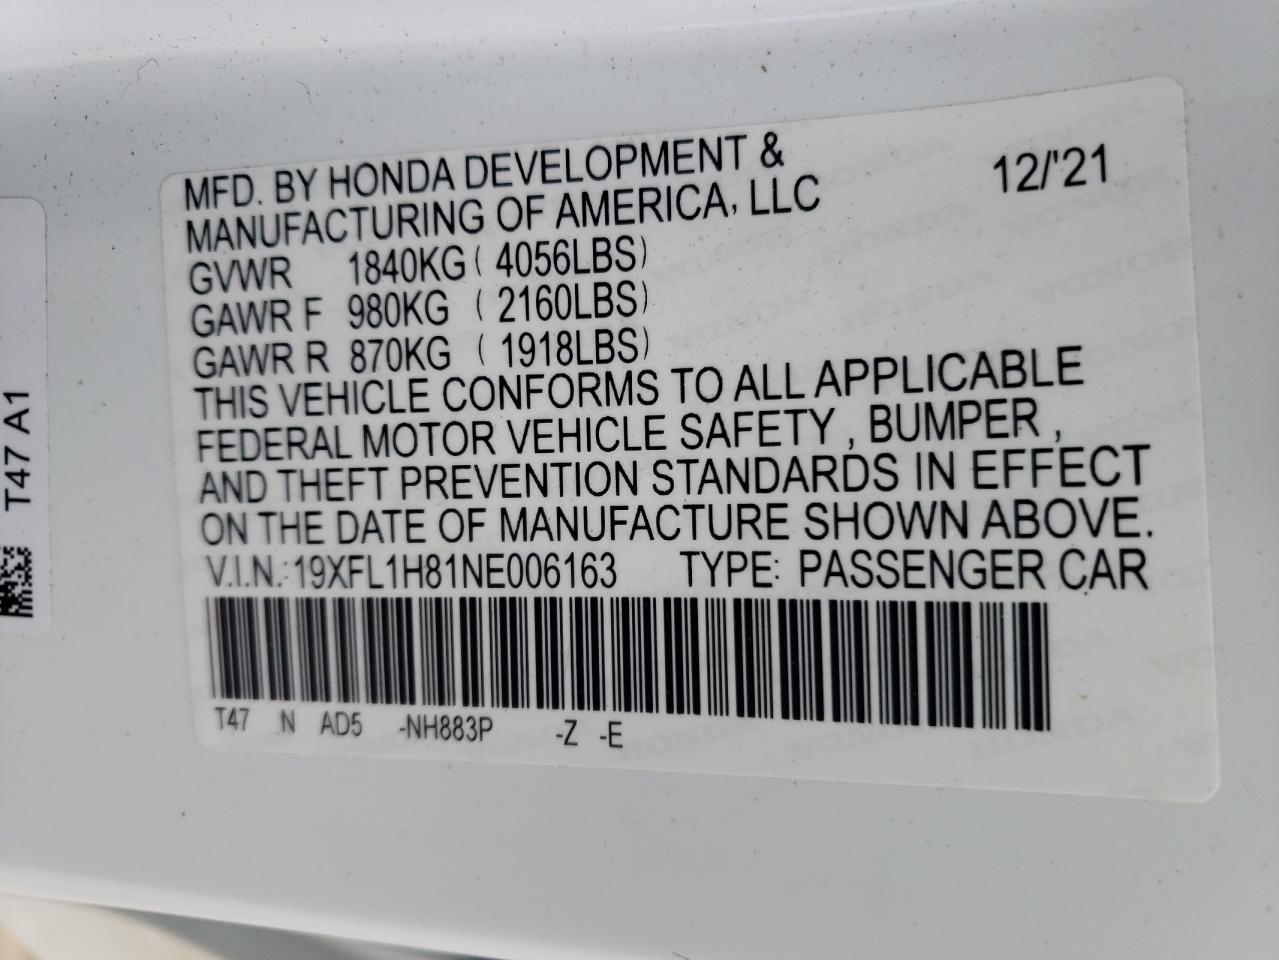 MFD. BY HONDA DEVELOPMENT & 12/'21
MANUFACTURING OF AMERICA, LLC
GVWR 1840KG ( 4056LBS)
GAWR F 980KG ( 2160LBS)
GAWR R 870KG ( 1918LBS)
THIS VEHICLE CONFORMS TO ALL APPLICABLE
FEDERAL MOTOR VEHICLE SAFETY , BUMPER ,
AND THEFT PREVENTION STANDARDS IN EFFECT
ON THE DATE OF MANUFACTURE SHOWN ABOVE.
V.I.N.: 19XFL1H81NE006163 TYPE: PASSENGER CAR
T47 N AD5 -NH883P -Z -E
T47 A1